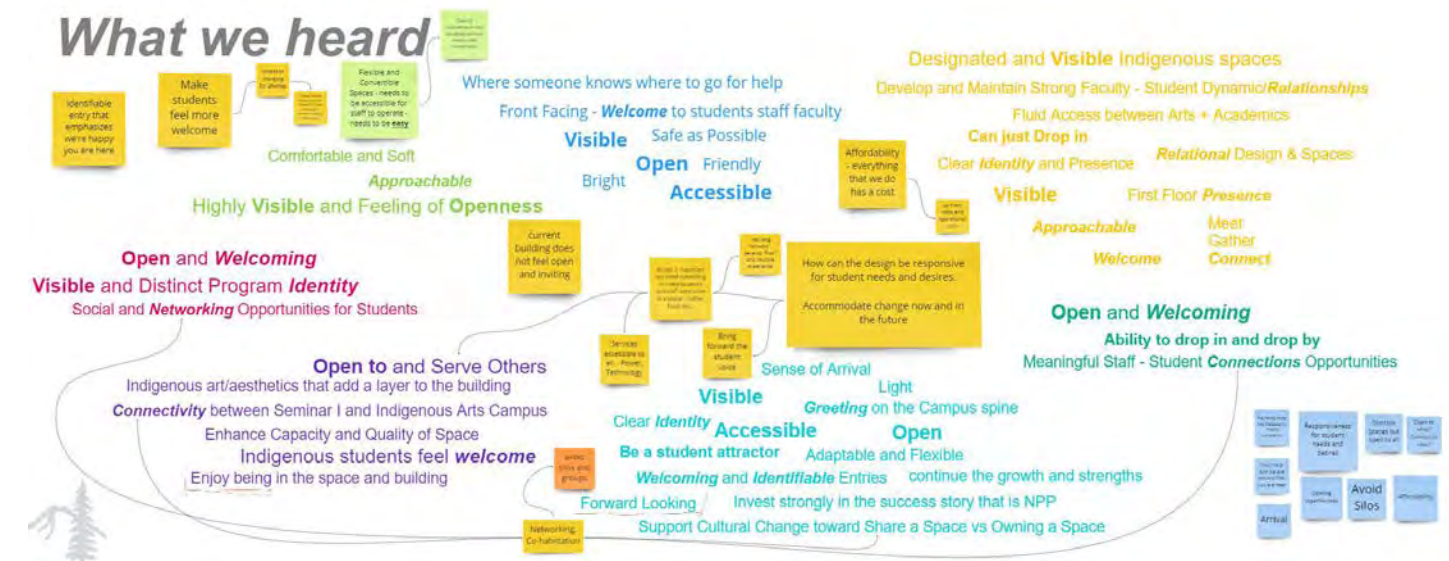 What we heard
identifiable
entry that
emphasizes
we're happy
you are here
Make
students
feel more
welcome
Flexible and
Convertible
Spaces - needs to
be accessible for
staff to operate -
needs to be easy
Comfortable and Soft
Approachable
Highly Visible and Feeling of Openness
Where someone knows where to go for help
Front Facing - Welcome to students staff faculty
Visible Safe as Possible
Open Friendly
Bright
Accessible
Designated and Visible Indigenous spaces
Develop and Maintain Strong Faculty - Student Dynamic/Relationships
Fluid Access between Arts + Academics
Can just Drop in
Clear Identity and Presence
Relational Design & Spaces
Visible
First Floor Presence
Approachable
Meet
Gather
Welcome
Connect
Affordability
- everything
that we do
has a cost
current
building does
not feel open
and inviting
How can the design be responsive
for student needs and desires.
Accommodate change now and in
the future
Services
accessible to
all - Power,
Technology
Bring
forward the
student
voice
Open and Welcoming
Visible and Distinct Program Identity
Social and Networking Opportunities for Students
Open to and Serve Others
Indigenous art/aesthetics that add a layer to the building
Connectivity between Seminar I and Indigenous Arts Campus
Enhance Capacity and Quality of Space
Indigenous students feel welcome
Enjoy being in the space and building
Sense of Arrival
Light
Visible
Greeting on the Campus spine
Clear Identity
Accessible
Open
Be a student attractor
Adaptable and Flexible
Welcoming and Identifiable Entries
continue the growth and strengths
Forward Looking
Invest strongly in the success story that is NPP
Support Cultural Change toward Share a Space vs Owning a Space
Networking
Co-habitation
Open and Welcoming
Ability to drop in and drop by
Meaningful Staff - Student Connections Opportunities
Responsiveness
for student
needs and
desires
Avoid
Silos
Affordability
Arrival